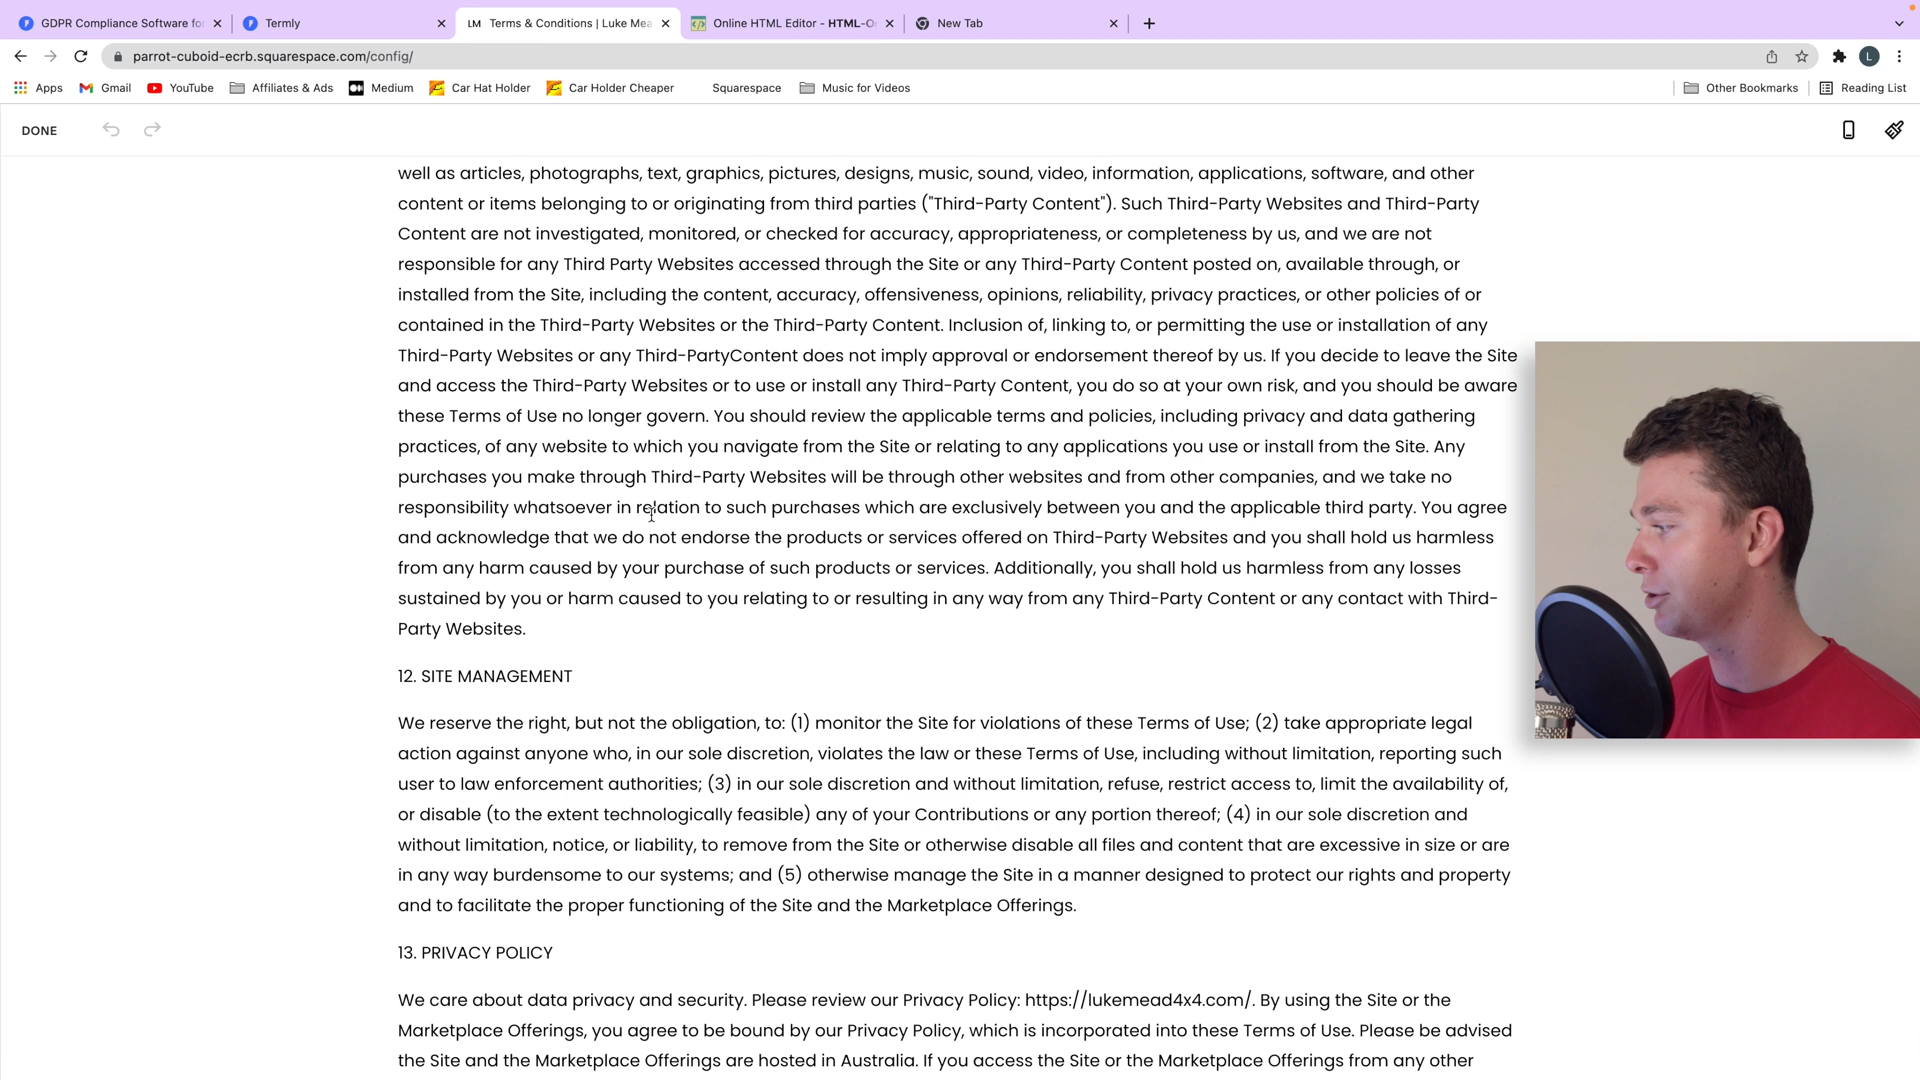 GDPR Compliance Software fo
Termly
LM Terms & Conditions | Luke Mea
Online HTML Editor - HTML-O
New Tab
parrot-cuboid-ecrb.squarespace.com/config/
L
Apps
Gmail
YouTube
Affiliates & Ads
Medium
Car Hat Holder
Car Holder Cheaper
Squarespace
Music for Videos
Other Bookmarks
Reading List
DONE
well as articles, photographs, text, graphics, pictures, designs, music, sound, video, information, applications, software, and other
content or items belonging to or originating from third parties ("Third-Party Content"). Such Third-Party Websites and Third-Party
Content are not investigated, monitored, or checked for accuracy, appropriateness, or completeness by us, and we are not
responsible for any Third Party Websites accessed through the Site or any Third-Party Content posted on, available through, or
installed from the Site, including the content, accuracy, offensiveness, opinions, reliability, privacy practices, or other policies of or
contained in the Third-Party Websites or the Third-Party Content. Inclusion of, linking to, or permitting the use or installation of any
Third-Party Websites or any Third-PartyContent does not imply approval or endorsement thereof by us. If you decide to leave the Site
and access the Third-Party Websites or to use or install any Third-Party Content, you do so at your own risk, and you should be aware
these Terms of Use no longer govern. You should review the applicable terms and policies, including privacy and data gathering
practices, of any website to which you navigate from the Site or relating to any applications you use or install from the Site. Any
purchases you make through Third-Party Websites will be through other websites and from other companies, and we take no
responsibility whatsoever in relation to such purchases which are exclusively between you and the applicable third party. You agree
and acknowledge that we do not endorse the products or services offered on Third-Party Websites and you shall hold us harmless
from any harm caused by your purchase of such products or services. Additionally, you shall hold us harmless from any losses
sustained by you or harm caused to you relating to or resulting in any way from any Third-Party Content or any contact with Third-
Party Websites.
12. SITE MANAGEMENT
We reserve the right, but not the obligation, to: (1) monitor the Site for violations of these Terms of Use; (2) take appropriate legal
action against anyone who, in our sole discretion, violates the law or these Terms of Use, including without limitation, reporting such
user to law enforcement authorities; (3) in our sole discretion and without limitation, refuse, restrict access to, limit the availability of,
or disable (to the extent technologically feasible) any of your Contributions or any portion thereof; (4) in our sole discretion and
without limitation, notice, or liability, to remove from the Site or otherwise disable all files and content that are excessive in size or are
in any way burdensome to our systems; and (5) otherwise manage the Site in a manner designed to protect our rights and property
and to facilitate the proper functioning of the Site and the Marketplace Offerings.
13. PRIVACY POLICY
We care about data privacy and security. Please review our Privacy Policy: https://lukemead4x4.com/. By using the Site or the
Marketplace Offerings, you agree to be bound by our Privacy Policy, which is incorporated into these Terms of Use. Please be advised
the Site and the Marketplace Offerings are hosted in Australia. If you access the Site or the Marketplace Offerings from any other